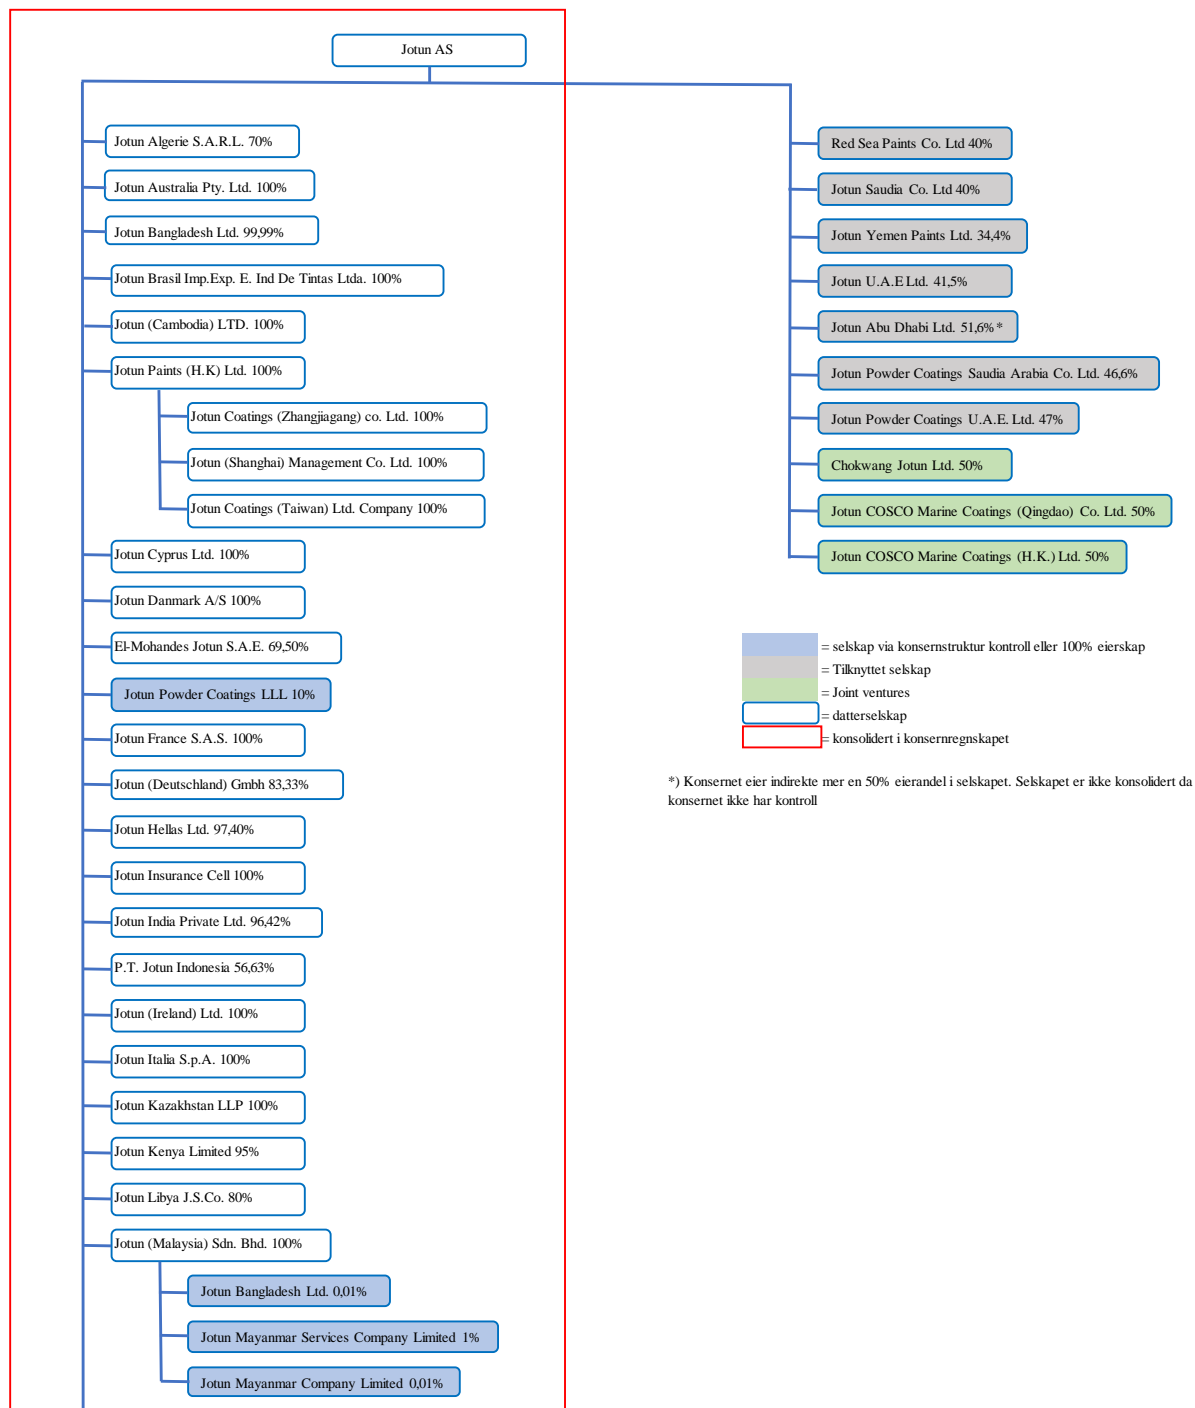 Jotun AS
Jotun Algerie S.A.R.L. 70%
Jotun Australia Pty. Ltd. 100%
Jotun Bangladesh Ltd. 99,99%
Jotun Brasil Imp.Exp. E. Ind De Tintas Ltda. 100%
Jotun (Cambodia) LTD. 100%
Jotun Paints (H.K) Ltd. 100%
Jotun Coatings (Zhangjiagang) co. Ltd. 100%
Jotun (Shanghai) Management Co. Ltd. 100%
Jotun Coatings (Taiwan) Ltd. Company 100%
Jotun Cyprus Ltd. 100%
Jotun Danmark A/S 100%
El-Mohandes Jotun S.A.E. 69,50%
Jotun Powder Coatings LLL 10%
Jotun France S.A.S. 100%
Jotun (Deutschland) Gmbh 83,33%
Jotun Hellas Ltd. 97,40%
Jotun Insurance Cell 100%
Jotun India Private Ltd. 96,42%
P.T. Jotun Indonesia 56,63%
Jotun (Ireland) Ltd. 100%
Jotun Italia S.p.A. 100%
Jotun Kazakhstan LLP 100%
Jotun Kenya Limited 95%
Jotun Libya J.S.Co. 80%
Jotun (Malaysia) Sdn. Bhd. 100%
Jotun Bangladesh Ltd. 0,01%
Jotun Mayanmar Services Company Limited 1%
Jotun Mayanmar Company Limited 0,01%
Red Sea Paints Co. Ltd 40%
Jotun Saudia Co. Ltd 40%
Jotun Yemen Paints Ltd. 34,4%
Jotun U.A.E Ltd. 41,5%
Jotun Abu Dhabi Ltd. 51,6% *
Jotun Powder Coatings Saudia Arabia Co. Ltd. 46,6%
Jotun Powder Coatings U.A.E. Ltd. 47%
Chokwang Jotun Ltd. 50%
Jotun COSCO Marine Coatings (Qingdao) Co. Ltd. 50%
Jotun COSCO Marine Coatings (H.K.) Ltd. 50%
= selskap via konsernstruktur kontroll eller 100% eierskap
= Tilknyttet selskap
= Joint ventures
= datterselskap
= konsolidert i konsernregnskapet
*) Konsernet eier indirekte mer en 50% eierandel i selskapet. Selskapet er ikke konsolidert da
konsernet ikke har kontroll